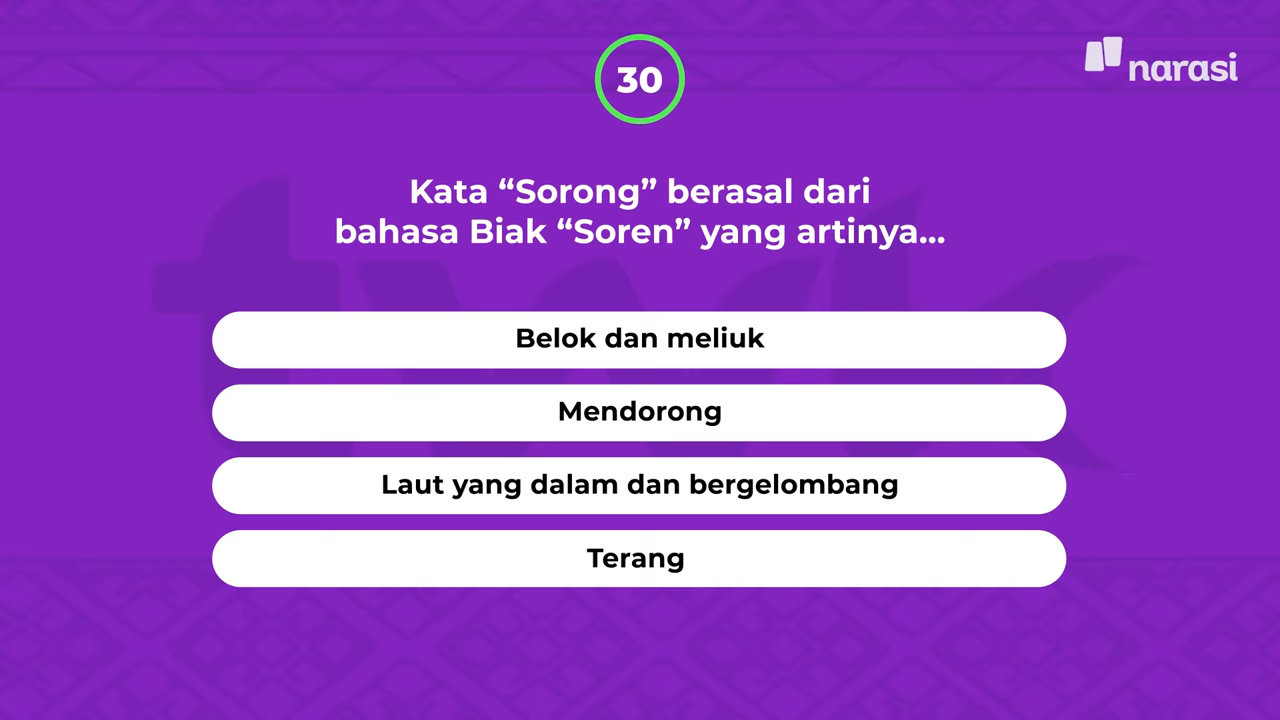 30
narasi
Kata “Sorong” berasal dari
bahasa Biak “Soren” yang artinya...
Belok dan meliuk
Mendorong
Laut yang dalam dan bergelombang
Terang
twk